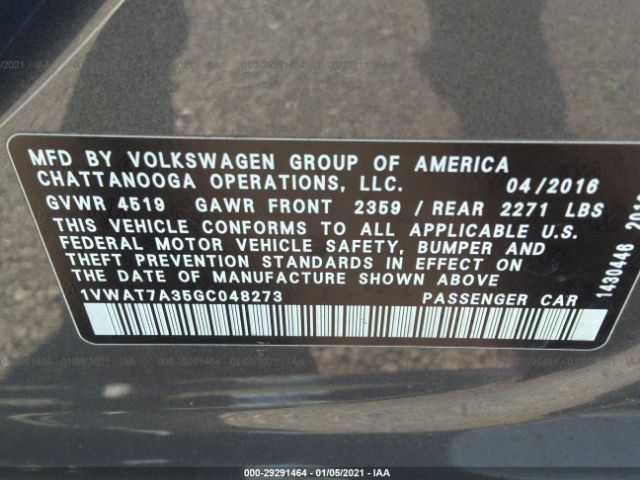 MFD BY VOLKSWAGEN GROUP OF AMERICA
CHATTANOOGA OPERATIONS, LLC. 04/2016
GVWR 4519 GAWR FRONT 2359 / REAR 2271 LBS
THIS VEHICLE CONFORMS TO ALL APPLICABLE U.S.
FEDERAL MOTOR VEHICLE SAFETY, BUMPER AND
THEFT PREVENTION STANDARDS IN EFFECT ON
THE DATE OF MANUFACTURE SHOWN ABOVE
1VWAT7A35GC048273 PASSENGER CAR
1430446
000-29291464 | 01/05/2021 | IAA